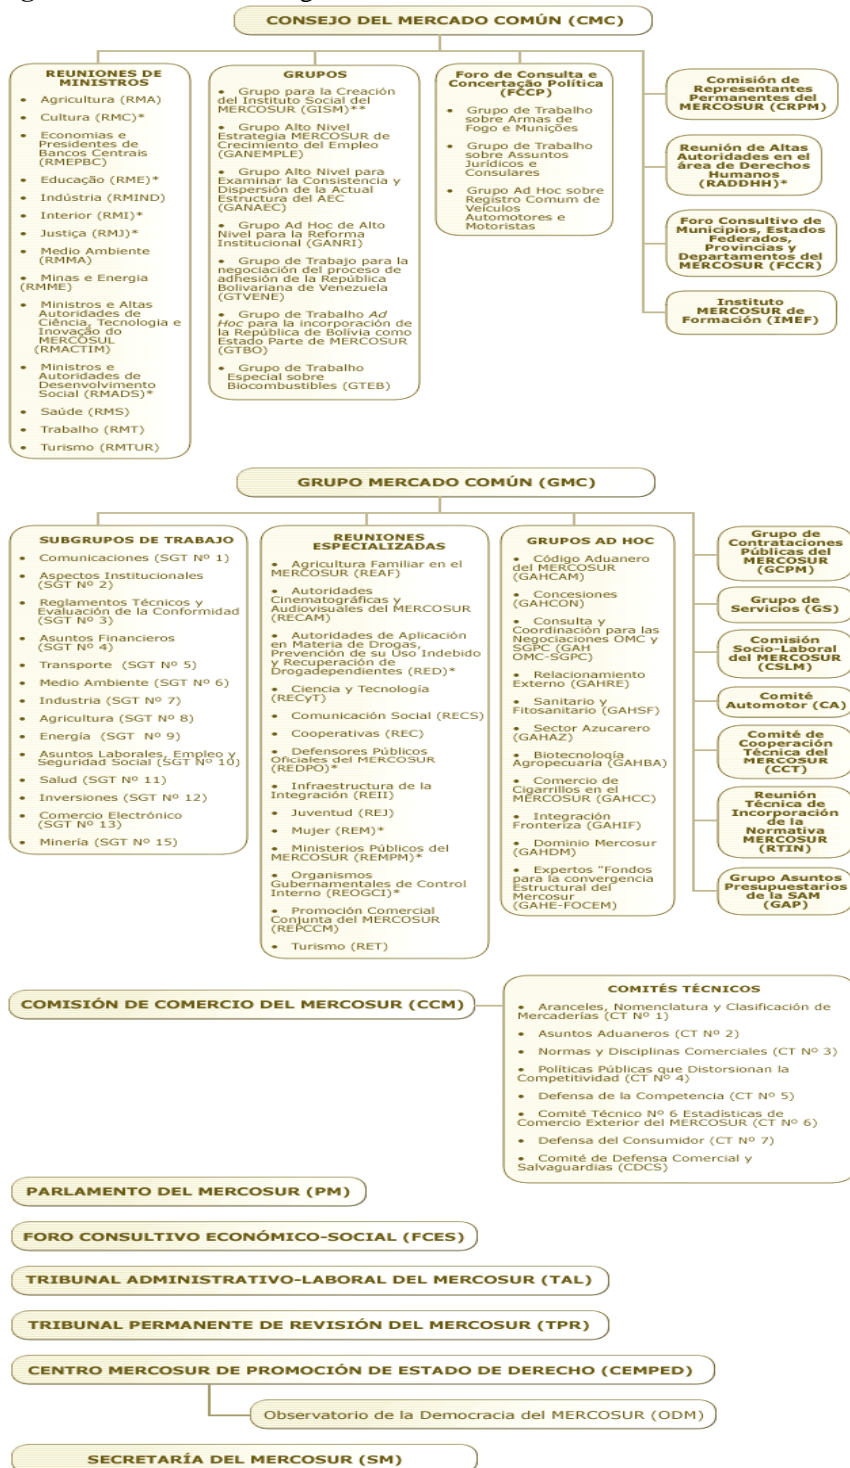 CONSEJO DEL MERCADO COMÚN (CMC)
REUNIONES DE
MINISTROS
• Agricultura (RMA)
• Cultura (RMC)*
• Economias e
Presidentes de
Bancos Centrais
(RMEPBC)
• Educação (RME)*
• Indústria (RMIND)
• Interior (RMI)*
• Justiça (RMJ)*
• Medio Ambiente
(RMMA)
• Minas e Energia
(RMME)
• Ministros e Altas
Autoridades de
Ciência, Tecnologia e
Inovação do
MERCOSUL
(RMACTIM)
• Ministros e
Autoridades de
Desenvolvimento
Social (RMADS)*
• Saúde (RMS)
• Trabalho (RMT)
• Turismo (RMTUR)
GRUPOS
• Grupo para la Creación
del Instituto Social del
MERCOSUR (GISM)**
• Grupo Alto Nivel
Estrategia MERCOSUR de
Crecimiento del Empleo
(GANEMPLE)
• Grupo Alto Nivel para
Examinar la Consistencia y
Dispersión de la Actual
Estructura del AEC
(GANAEC)
• Grupo Ad Hoc de Alto
Nivel para la Reforma
Institucional (GANRI)
• Grupo de Trabajo para la
negociación del proceso de
adhesión de la República
Bolivariana de Venezuela
(GTVENE)
• Grupo de Trabajo Ad
Hoc para la incorporación de
la República de Bolívia como
Estado Parte de MERCOSUR
(GTBO)
• Grupo de Trabalho
Especial sobre
Biocombustibles (GTEB)
Foro de Consulta e
Concertação Política
(FCCP)
• Grupo de Trabalho
sobre Armas de
Fogo e Munições
• Grupo de Trabalho
sobre Assuntos
Jurídicos e
Consulares
• Grupo Ad Hoc sobre
Registro Comum de
Veículos
Automotores e
Motoristas
Comisión de
Representantes
Permanentes del
MERCOSUR (CRPM)
Reunión de Altas
Autoridades en el
área de Derechos
Humanos
(RADDHH)*
Foro Consultivo de
Municipios, Estados
Federados,
Provincias y
Departamentos del
MERCOSUR (FCCR)
Instituto
MERCOSUR de
Formación (IMEF)
GRUPO MERCADO COMÚN (GMC)
SUBGRUPOS DE TRABAJO
• Comunicaciones (SGT Nº 1)
• Aspectos Institucionales
(SGT Nº 2)
• Reglamentos Técnicos y
Evaluación de la Conformidad
(SGT Nº 3)
• Asuntos Financieros
(SGT Nº 4)
• Transporte (SGT Nº 5)
• Medio Ambiente (SGT Nº 6)
• Industria (SGT Nº 7)
• Agricultura (SGT Nº 8)
• Energía (SGT Nº 9)
• Asuntos Laborales, Empleo y
Seguridad Social (SGT Nº 10)
• Salud (SGT Nº 11)
• Inversiones (SGT Nº 12)
• Comercio Electrónico
(SGT Nº 13)
• Minería (SGT Nº 15)
REUNIONES
ESPECIALIZADAS
• Agricultura Familiar en el
MERCOSUR (REAF)
• Autoridades
Cinematográficas y
Audiovisuales del MERCOSUR
(RECAM)
• Autoridades de Aplicación
en Materia de Drogas,
Prevención de su Uso Indebido
y Recuperación de
Drogadependientes (RED)*
• Ciencia y Tecnología
(RECyT)
• Comunicación Social (RECS)
• Cooperativas (REC)
• Defensores Públicos
Oficiales del MERCOSUR
(REDPO)*
• Infraestructura de la
Integración (REII)
• Juventud (REJ)
• Mujer (REM)*
• Ministerios Públicos del
MERCOSUR (REMPM)*
• Organismos
Gubernamentales de Control
Interno (REOGCI)*
• Promoción Comercial
Conjunta del MERCOSUR
(REPCCM)
• Turismo (RET)
GRUPOS AD HOC
• Código Aduanero
del MERCOSUR
(GAHCAM)
• Concesiones
(GAHCON)
• Consulta y
Coordinación para las
Negociaciones OMC y
SGPC (GAH
OMC-SGPC)
• Relacionamiento
Externo (GAHRE)
• Sanitario y
Fitosanitario (GAHSF)
• Sector Azucarero
(GAHAZ)
• Biotecnología
Agropecuaria (GAHBA)
• Comercio de
Cigarrillos en el
MERCOSUR (GAHCC)
• Integración
Fronteriza (GAHIF)
• Dominio Mercosur
(GAHDM)
• Expertos "Fondos
para la convergencia
Estructural del
Mercosur
(GAHE-FOCEM)
Grupo de
Contrataciones
Públicas del
MERCOSUR
(GCPM)
Grupo de
Servicios (GS)
Comisión
Socio-Laboral
del MERCOSUR
(CSLM)
Comité
Automotor (CA)
Comité de
Cooperación
Técnica del
MERCOSUR
(CCT)
Reunión
Técnica de
Incorporación
de la
Normativa
MERCOSUR
(RTIN)
Grupo Asuntos
Presupuestarios
de la SAM
(GAP)
COMISIÓN DE COMERCIO DEL MERCOSUR (CCM)
COMITÉS TÉCNICOS
• Aranceles, Nomenclatura y Clasificación de
Mercaderías (CT Nº 1)
• Asuntos Aduaneros (CT Nº 2)
• Normas y Disciplinas Comerciales (CT Nº 3)
• Políticas Públicas que Distorsionan la
Competitividad (CT Nº 4)
• Defensa de la Competencia (CT Nº 5)
• Comité Técnico Nº 6 Estadísticas de
Comercio Exterior del MERCOSUR (CT Nº 6)
• Defensa del Consumidor (CT Nº 7)
• Comité de Defensa Comercial y
Salvaguardias (CDCS)
PARLAMENTO DEL MERCOSUR (PM)
FORO CONSULTIVO ECONÓMICO-SOCIAL (FCES)
TRIBUNAL ADMINISTRATIVO-LABORAL DEL MERCOSUR (TAL)
TRIBUNAL PERMANENTE DE REVISIÓN DEL MERCOSUR (TPR)
CENTRO MERCOSUR DE PROMOCIÓN DE ESTADO DE DERECHO (CEMPED)
Observatorio de la Democracia del MERCOSUR (ODM)
SECRETARÍA DEL MERCOSUR (SM)